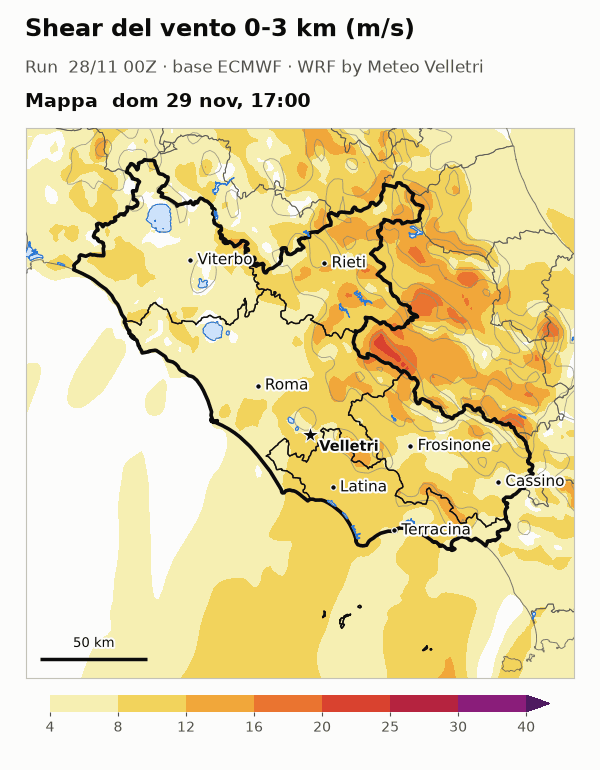 Shear del vento 0-3 km (m/s)
Run  28/11 00Z · base ECMWF · WRF by Meteo Velletri
Mappa  dom 29 nov, 17:00
Viterbo
Rieti
Roma
Velletri
Frosinone
Cassino
Latina
Terracina
50 km
4 8 12 16 20 25 30 40